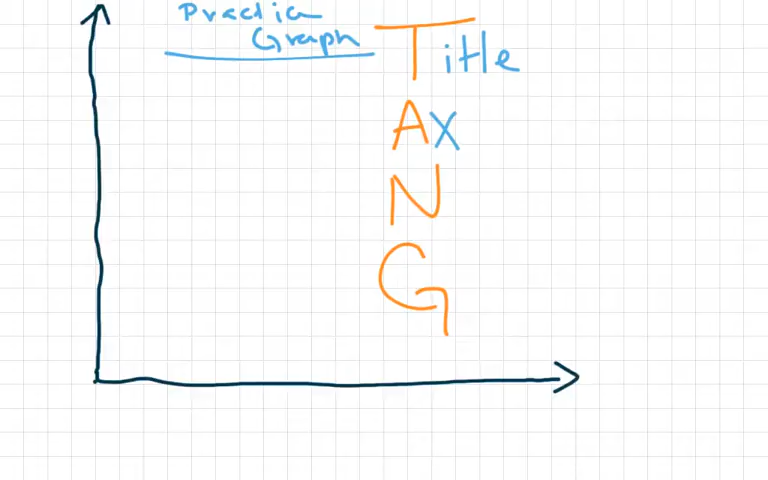 Practice
Graph
Title
Ax
N
G